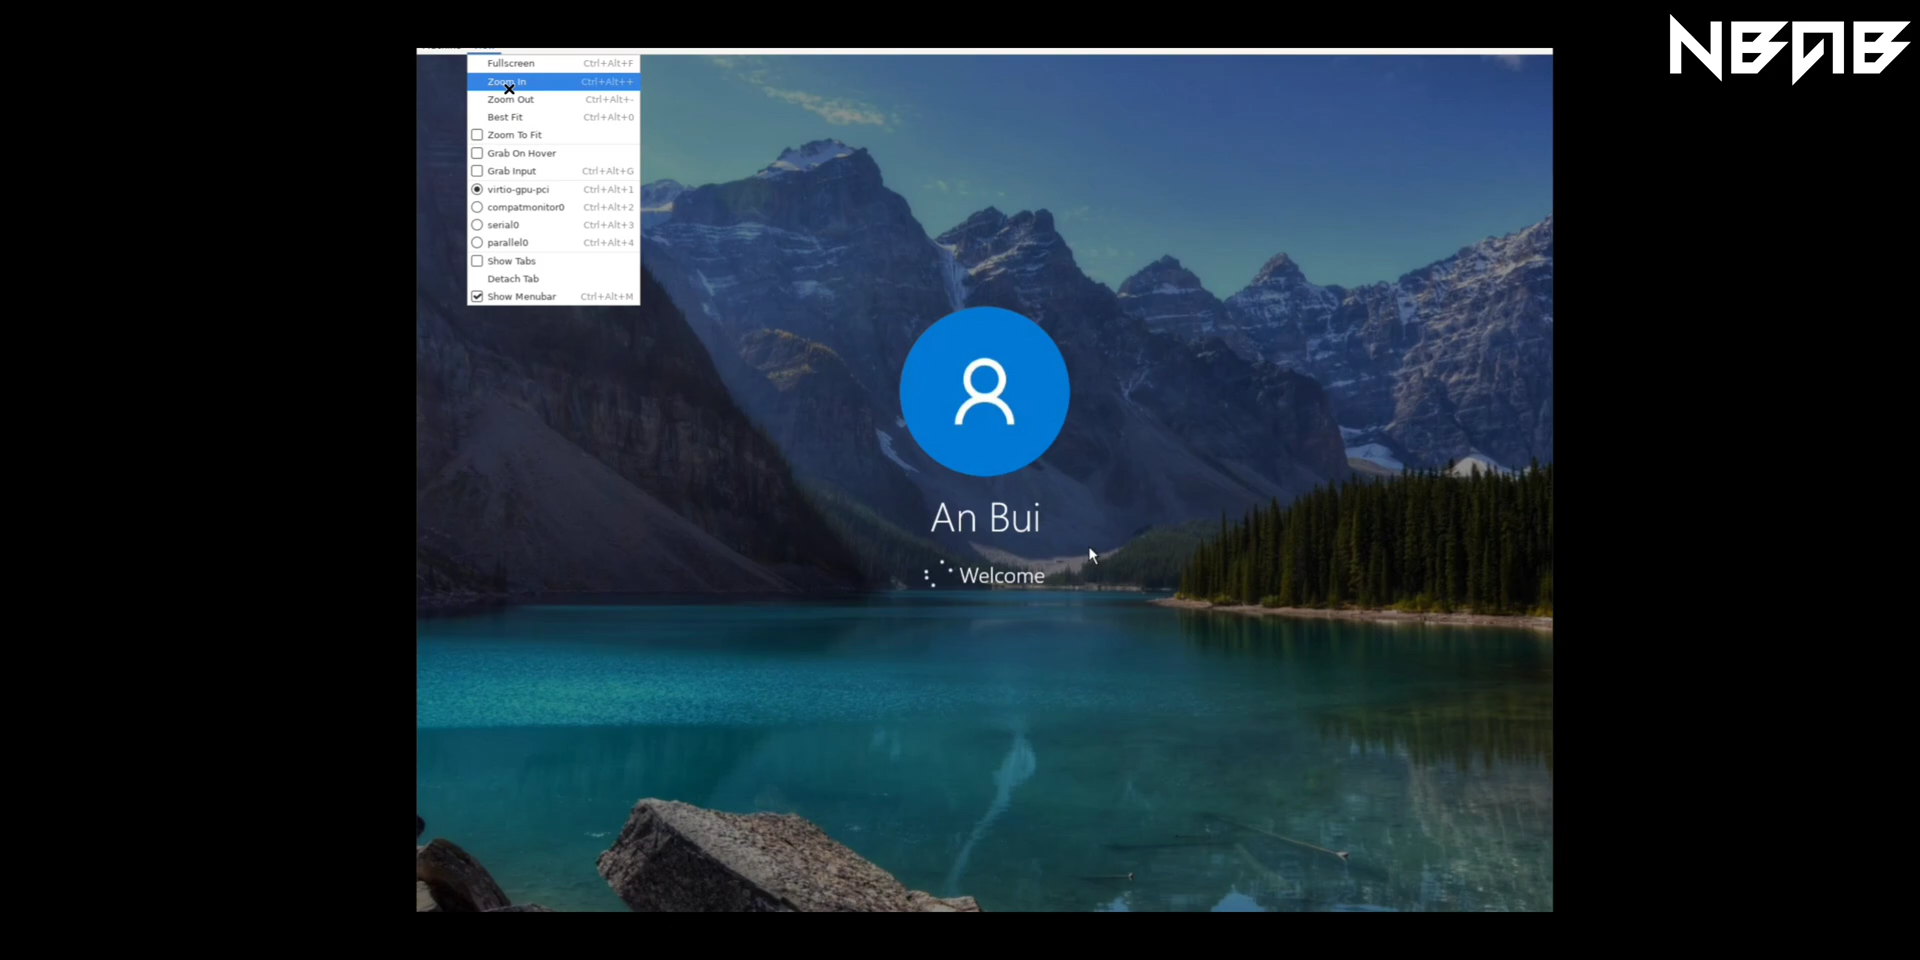 NBAB
Fullscreen Ctrl+Alt+F
Zoom In Ctrl+Alt++
Zoom Out Ctrl+Alt+-
Best Fit Ctrl+Alt+0
Zoom To Fit
Grab On Hover
Grab Input Ctrl+Alt+G
virtio-gpu-pci Ctrl+Alt+1
compatmonitor0 Ctrl+Alt+2
serial0 Ctrl+Alt+3
parallel0 Ctrl+Alt+4
Show Tabs
Detach Tab
Show Menubar Ctrl+Alt+M
An Bui
Welcome